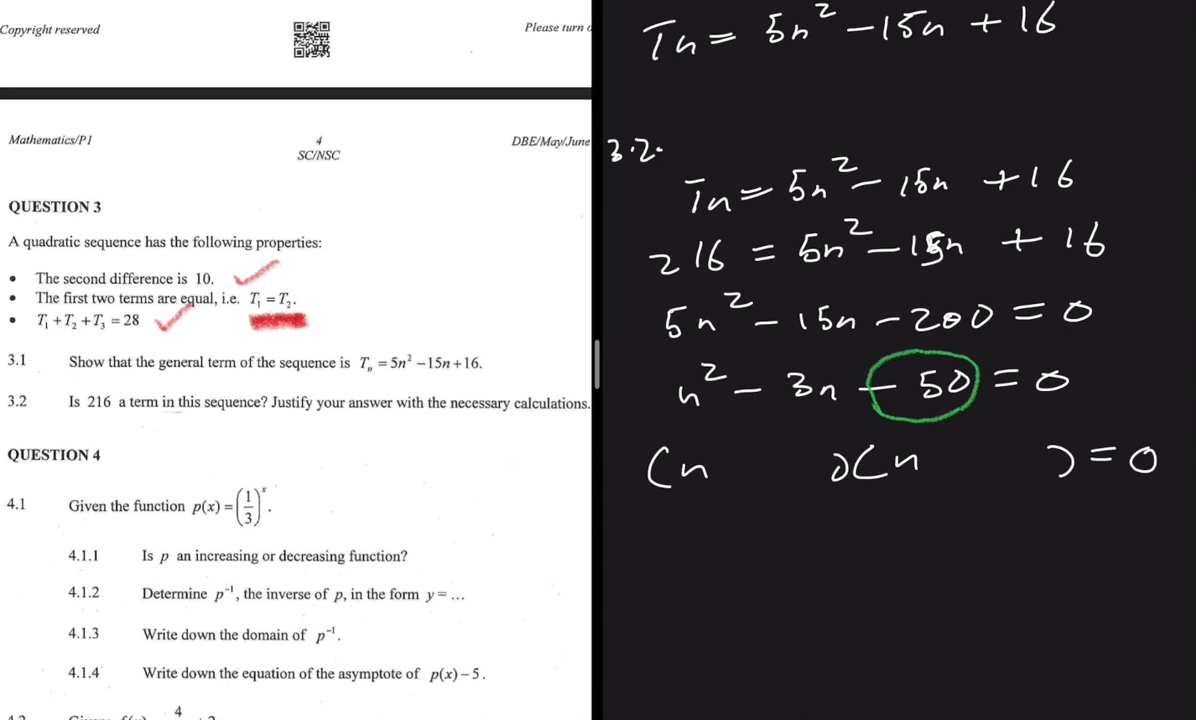 Copyright reserved
Please turn o
Mathematics/P1
4
SC/NSC
DBE/May/June
QUESTION 3
A quadratic sequence has the following properties:
• The second difference is 10.
• The first two terms are equal, i.e. T₁ = T₂.
• T₁ + T₂ + T₃ = 28
3.1 Show that the general term of the sequence is Tₙ = 5n² − 15n + 16.
3.2 Is 216 a term in this sequence? Justify your answer with the necessary calculations.
QUESTION 4
4.1 Given the function p(x) = (1/3)ˣ.
4.1.1 Is p an increasing or decreasing function?
4.1.2 Determine p⁻¹, the inverse of p, in the form y = ...
4.1.3 Write down the domain of p⁻¹.
4.1.4 Write down the equation of the asymptote of p(x) − 5.
4
Tn = 5n² − 15n + 16
3.2.
Tn = 5n² − 15n + 16
216 = 5n² − 15n + 16
5n² − 15n − 200 = 0
n² − 3n − 50 = 0
(n )(n ) = 0